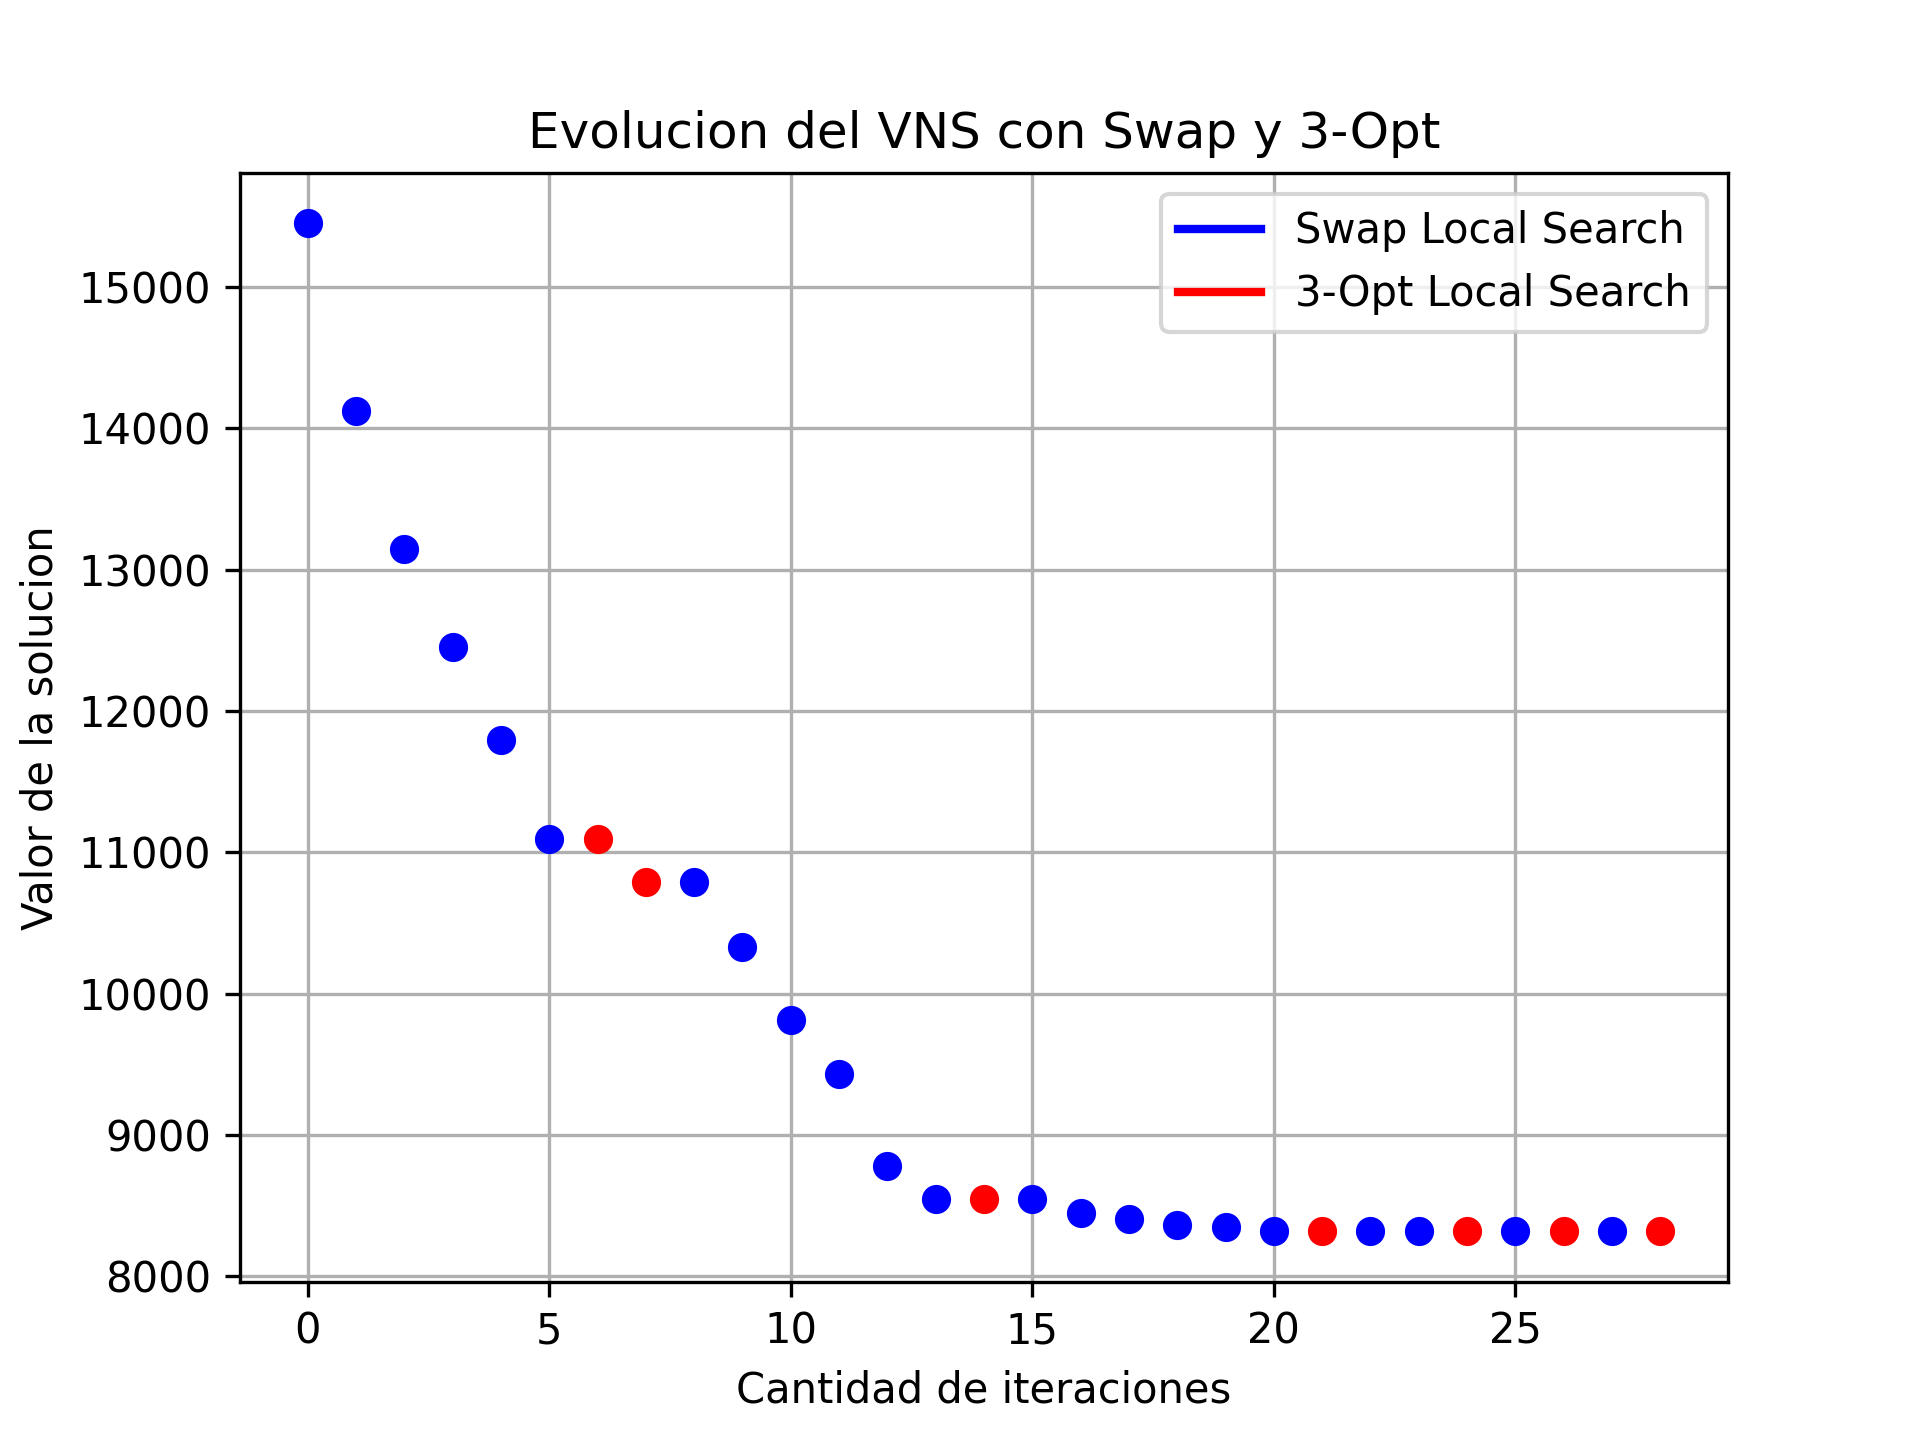 Evolucion del VNS con Swap y 3-Opt
Swap Local Search
3-Opt Local Search
Valor de la solucion
15000
14000
13000
12000
11000
10000
9000
8000
0 5 10 15 20 25
Cantidad de iteraciones